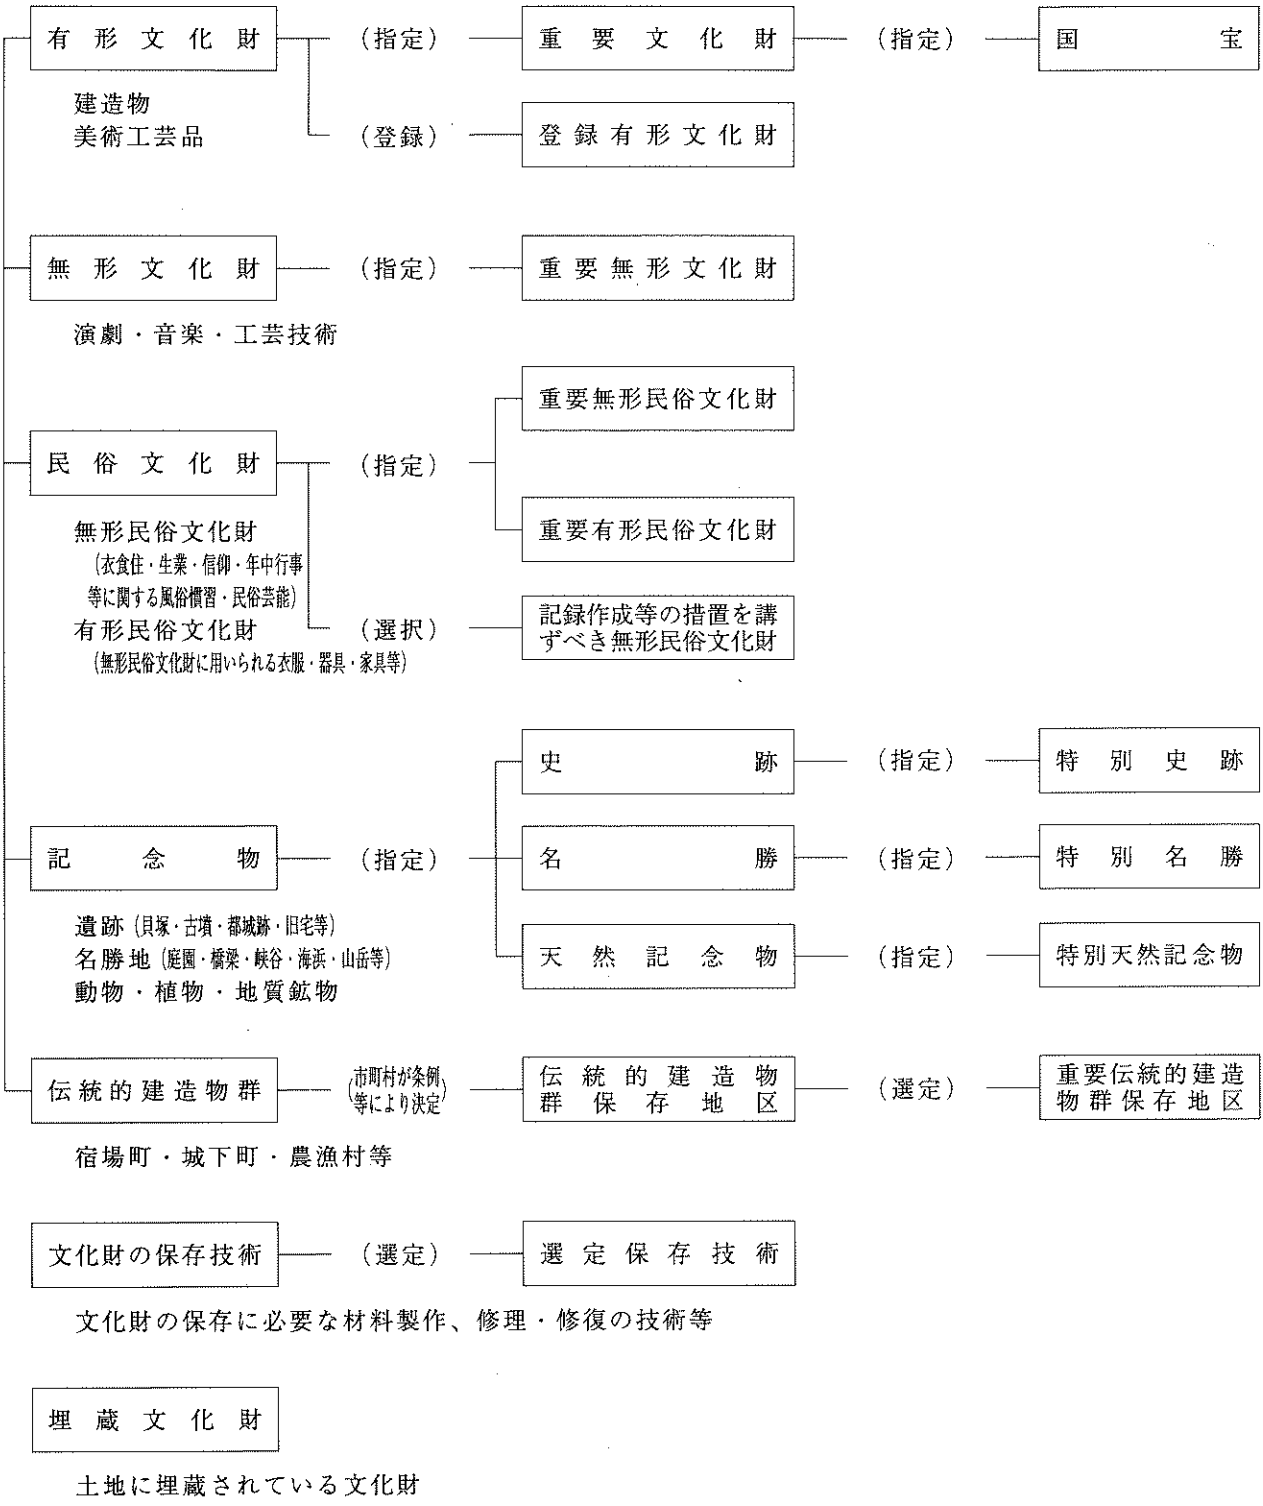 有形文化財 (指定) 重要文化財 (指定) 国宝
建造物
美術工芸品 (登録) 登録有形文化財
無形文化財 (指定) 重要無形文化財
演劇・音楽・工芸技術
重要無形民俗文化財
民俗文化財 (指定)
重要有形民俗文化財
無形民俗文化財
(衣食住・生業・信仰・年中行事
等に関する風俗慣習・民俗芸能)
有形民俗文化財 (選択) 記録作成等の措置を講
ずべき無形民俗文化財
(無形民俗文化財に用いられる衣服・器具・家具等)
史跡 (指定) 特別史跡
記念物 (指定) 名勝 (指定) 特別名勝
遺跡 (貝塚・古墳・都城跡・旧宅等)
名勝地 (庭園・橋梁・峡谷・海浜・山岳等) 天然記念物 (指定) 特別天然記念物
動物・植物・地質鉱物
伝統的建造物群 (市町村が条例
等により決定) 伝統的建造物
群保存地区 (選定) 重要伝統的建造
物群保存地区
宿場町・城下町・農漁村等
文化財の保存技術 (選定) 選定保存技術
文化財の保存に必要な材料製作、修理・修復の技術等
埋蔵文化財
土地に埋蔵されている文化財